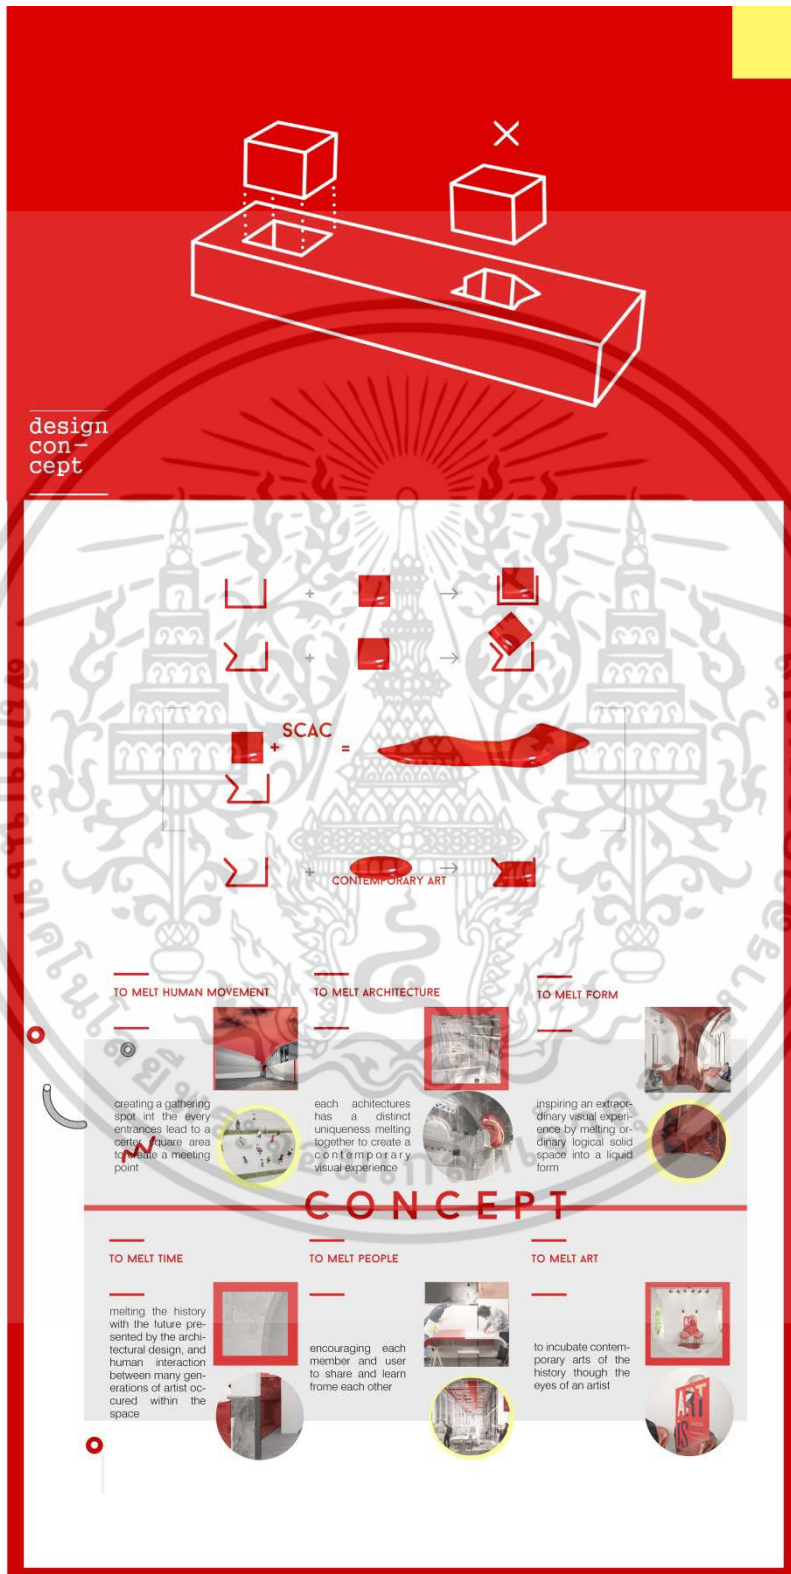 design
con-
cept
SCAC
CONTEMPORARY ART
TO MELT HUMAN MOVEMENT
creating a gathering
spot int the every
entrances lead to a
certer square area
to create a meeting
point
TO MELT ARCHITECTURE
each achitectures
has a distinct
uniqueness melting
together to create a
contemporary
visual experience
TO MELT FORM
inspiring an extraor-
dinary visual experi-
ence by melting or-
dinary logical solid
space into a liquid
form
CONCEPT
TO MELT TIME
melting the history
with the future pre-
sented by the archi-
tectural design, and
human interaction
between many gen-
erations of artist oc-
cured within the
space
TO MELT PEOPLE
encouraging each
member and user
to share and learn
frome each other
TO MELT ART
to incubate contem-
porary arts of the
history though the
eyes of an artist
ART
IS